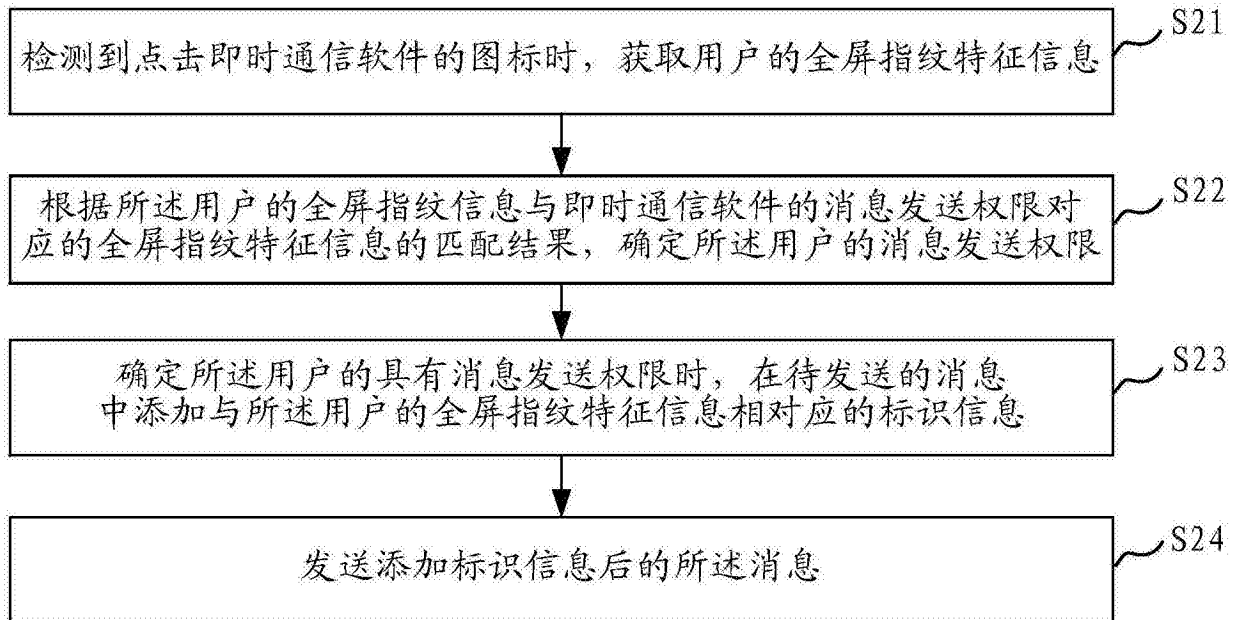 检测到点击即时通信软件的图标时，获取用户的全屏指纹特征信息
S21
根据所述用户的全屏指纹信息与即时通信软件的消息发送权限对
应的全屏指纹特征信息的匹配结果，确定所述用户的消息发送权限
S22
确定所述用户的具有消息发送权限时，在待发送的消息
中添加与所述用户的全屏指纹特征信息相对应的标识信息
S23
发送添加标识信息后的所述消息
S24